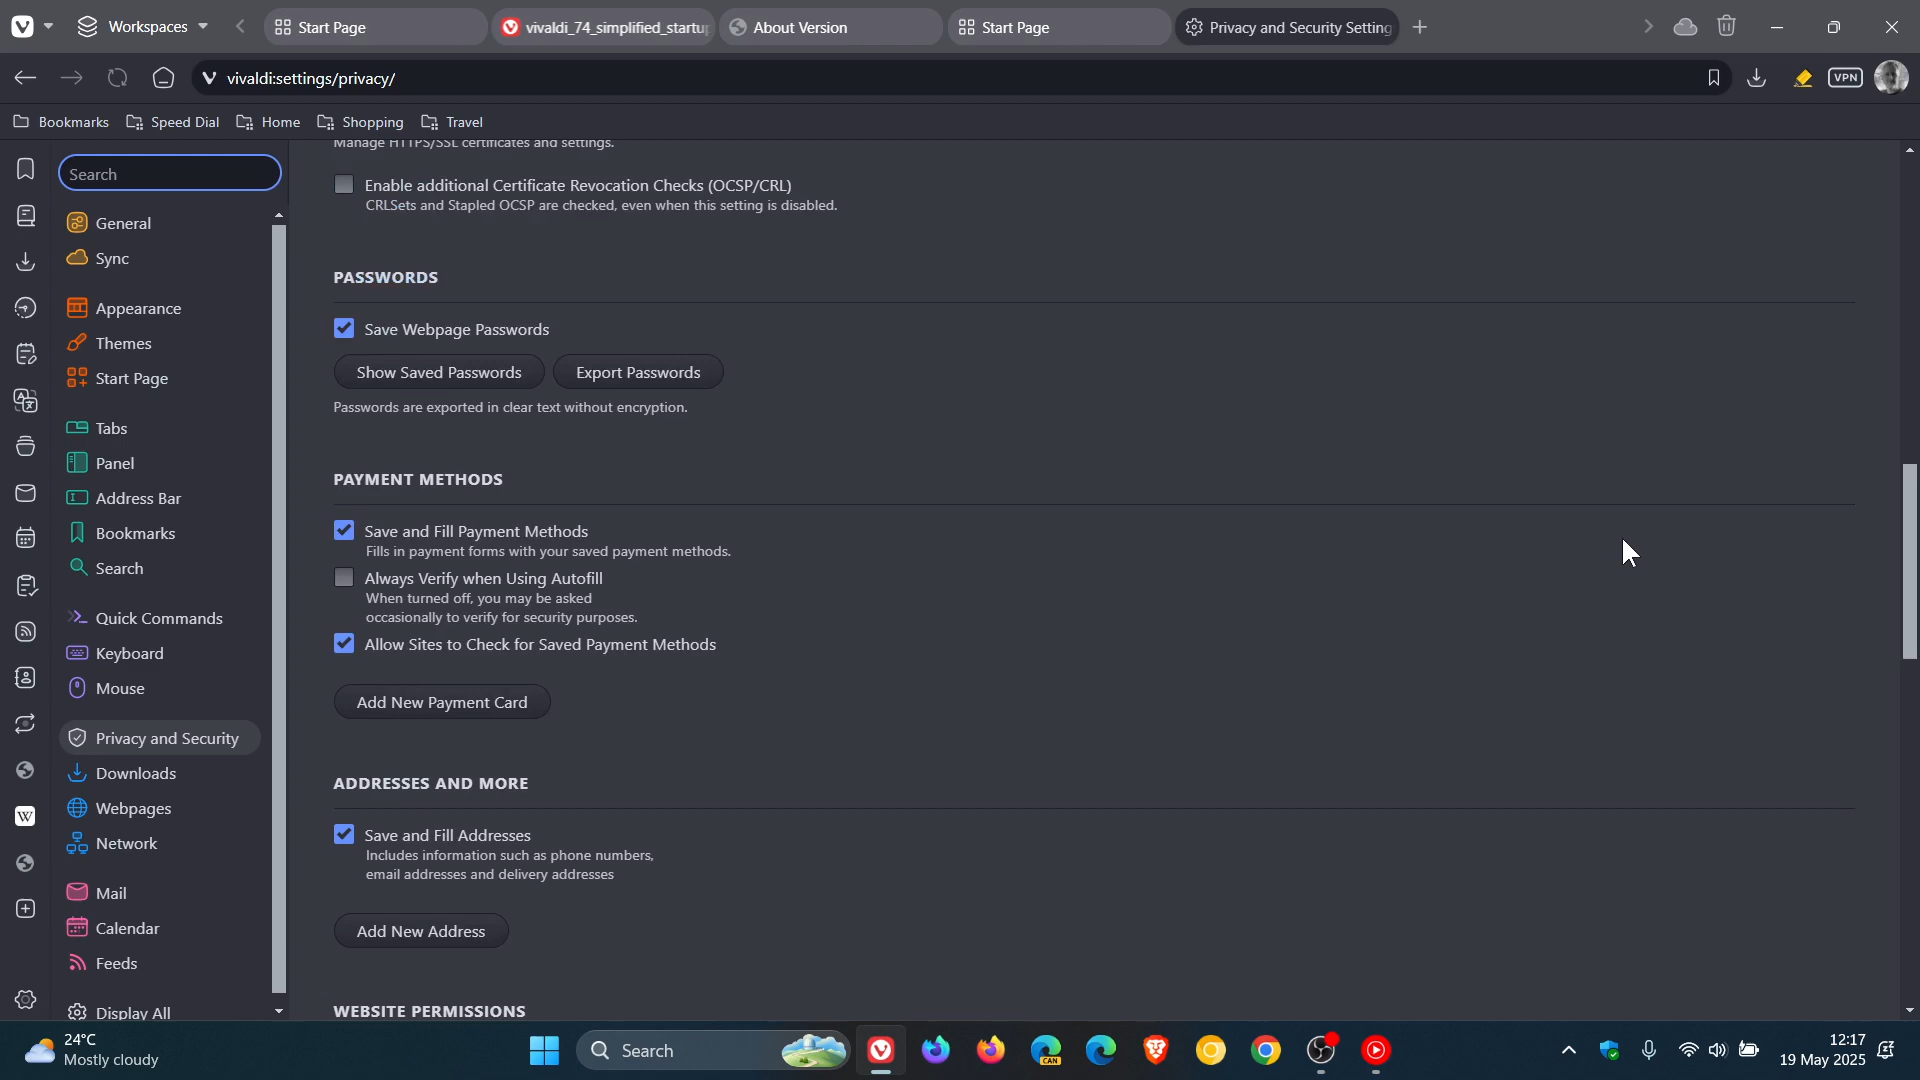 Workspaces
Start Page
vivaldi_74_simplified_startup
About Version
Start Page
Privacy and Security Setting
vivaldi:settings/privacy/
VPN
Bookmarks
Speed Dial
Home
Shopping
Travel
Search
General
Sync
Appearance
Themes
Start Page
Tabs
Panel
Address Bar
Bookmarks
Search
Quick Commands
Keyboard
Mouse
Privacy and Security
Downloads
Webpages
Network
Mail
Calendar
Feeds
Display All
Manage HTTPS/SSL certificates and settings.
Enable additional Certificate Revocation Checks (OCSP/CRL)
CRLSets and Stapled OCSP are checked, even when this setting is disabled.
PASSWORDS
Save Webpage Passwords
Show Saved Passwords
Export Passwords
Passwords are exported in clear text without encryption.
PAYMENT METHODS
Save and Fill Payment Methods
Fills in payment forms with your saved payment methods.
Always Verify when Using Autofill
When turned off, you may be asked
occasionally to verify for security purposes.
Allow Sites to Check for Saved Payment Methods
Add New Payment Card
ADDRESSES AND MORE
Save and Fill Addresses
Includes information such as phone numbers,
email addresses and delivery addresses
Add New Address
WEBSITE PERMISSIONS
24°C
Mostly cloudy
Search
CAN
12:17
19 May 2025